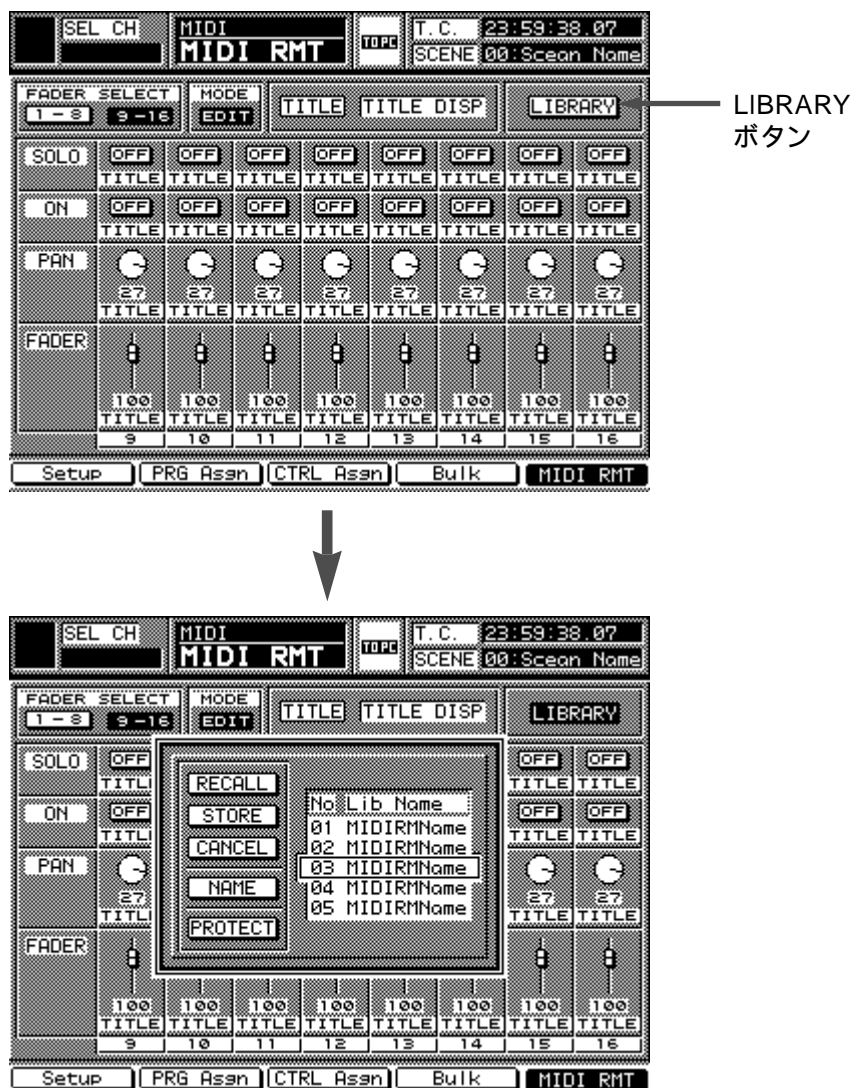 SEL CH MIDI T. C. 23:59:38.07
MIDI RMT TO PC SCENE 00:Scean Name
FADER SELECT MODE TITLE TITLE DISP LIBRARY
1-8 9-16 EDIT
LIBRARY
ボタン
SOLO OFF OFF OFF OFF OFF OFF OFF OFF
TITLE TITLE TITLE TITLE TITLE TITLE TITLE TITLE
ON OFF OFF OFF OFF OFF OFF OFF OFF
TITLE TITLE TITLE TITLE TITLE TITLE TITLE TITLE
PAN
27 27 27 27 27 27 27 27
TITLE TITLE TITLE TITLE TITLE TITLE TITLE TITLE
FADER
100 100 100 100 100 100 100 100
TITLE TITLE TITLE TITLE TITLE TITLE TITLE TITLE
9 10 11 12 13 14 15 16
Setup PRG Asgn CTRL Asgn Bulk MIDI RMT
SEL CH MIDI T. C. 23:59:38.07
MIDI RMT TO PC SCENE 00:Scean Name
FADER SELECT MODE TITLE TITLE DISP LIBRARY
1-8 9-16 EDIT
SOLO OFF OFF OFF
TITL TITLE TITLE
ON OFF OFF OFF
TITL TITLE TITLE
PAN
27 27 27
TITL TITLE TITLE
RECALL
STORE
CANCEL
NAME
PROTECT
No Lib Name
01 MIDIRMName
02 MIDIRMName
03 MIDIRMName
04 MIDIRMName
05 MIDIRMName
FADER
100 100 100 100 100 100 100 100
TITLE TITLE TITLE TITLE TITLE TITLE TITLE TITLE
9 10 11 12 13 14 15 16
Setup PRG Asgn CTRL Asgn Bulk MIDI RMT